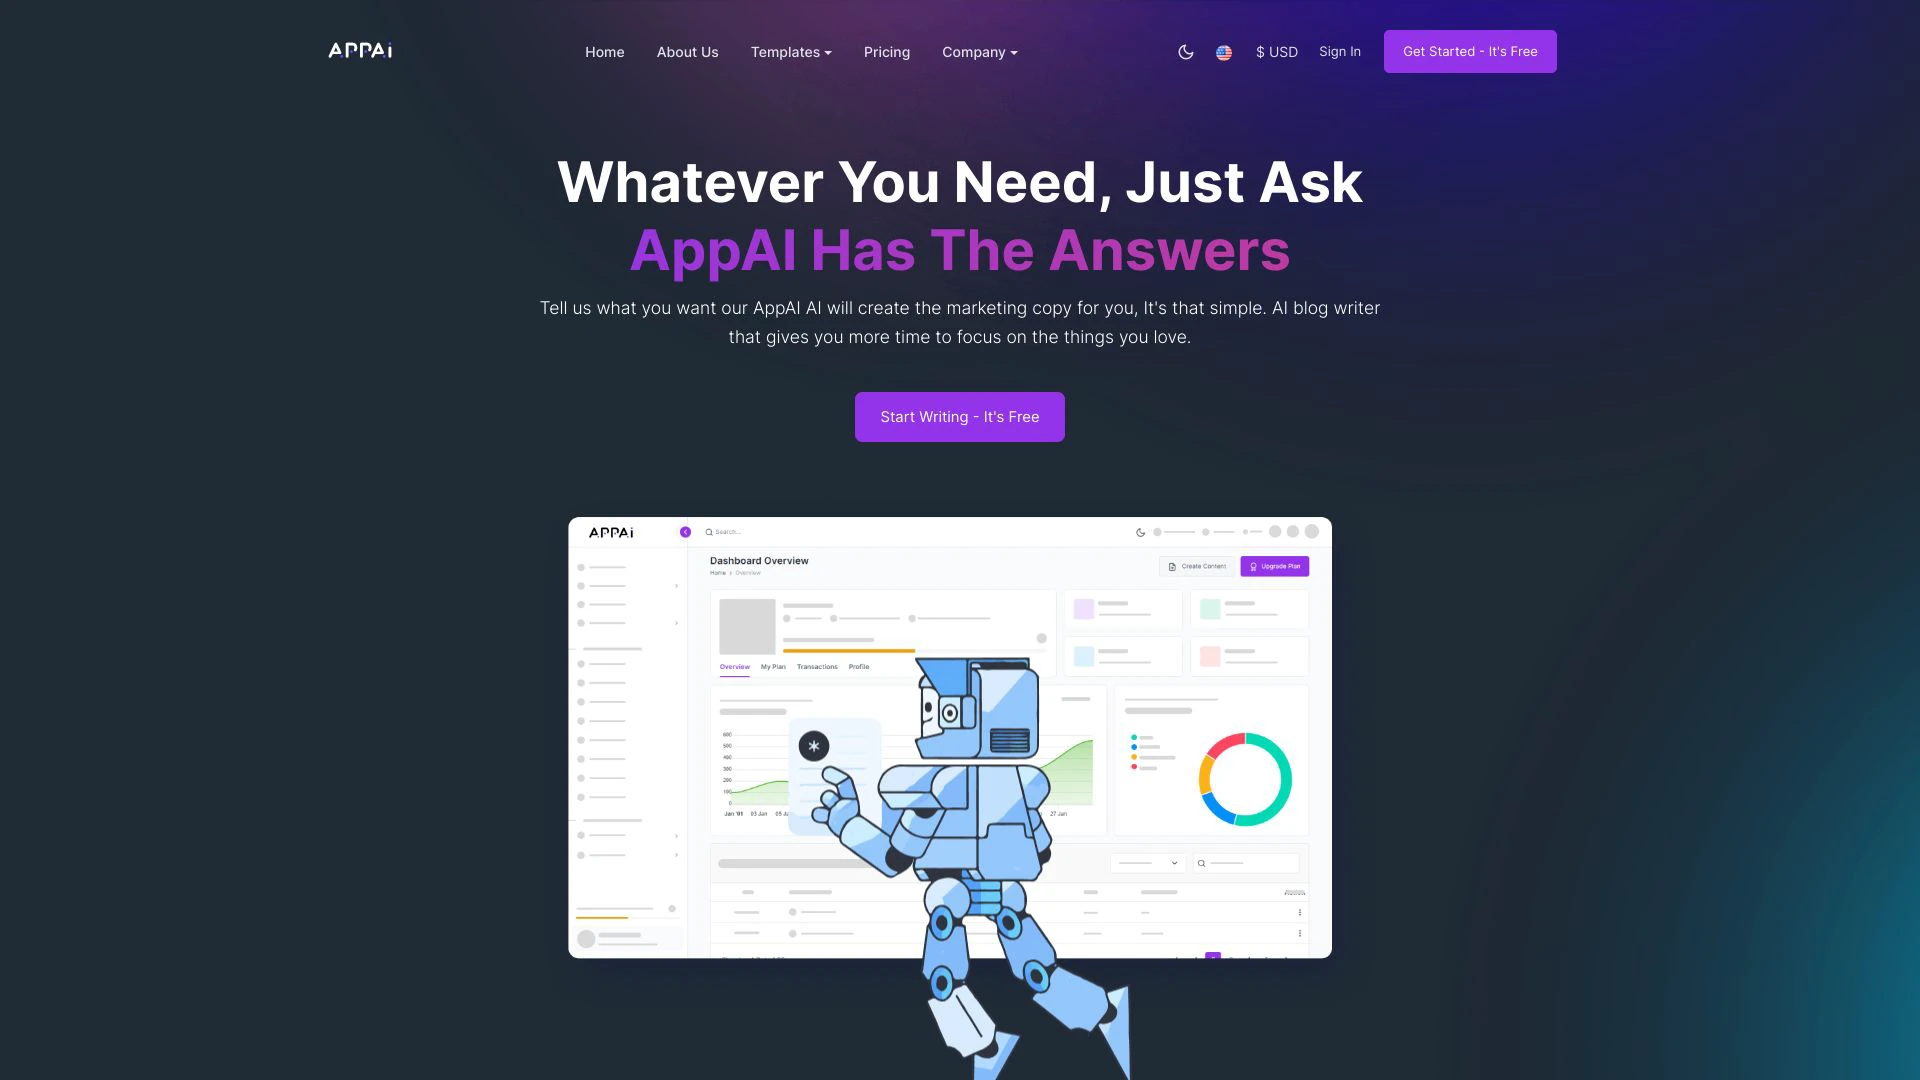 APPAi
Home
About Us
Templates
Pricing
Company
$ USD
Sign In
Get Started - It's Free
Whatever You Need, Just Ask
AppAI Has The Answers
Tell us what you want our AppAI AI will create the marketing copy for you, It's that simple. AI blog writer
that gives you more time to focus on the things you love.
Start Writing - It's Free
APPAi
Search...
Dashboard Overview
Home
Overview
Create Content
Upgrade Plan
Overview
My Plan
Transactions
Profile
600
500
400
300
200
100
0
Jan '01
03 Jan
27 Jan